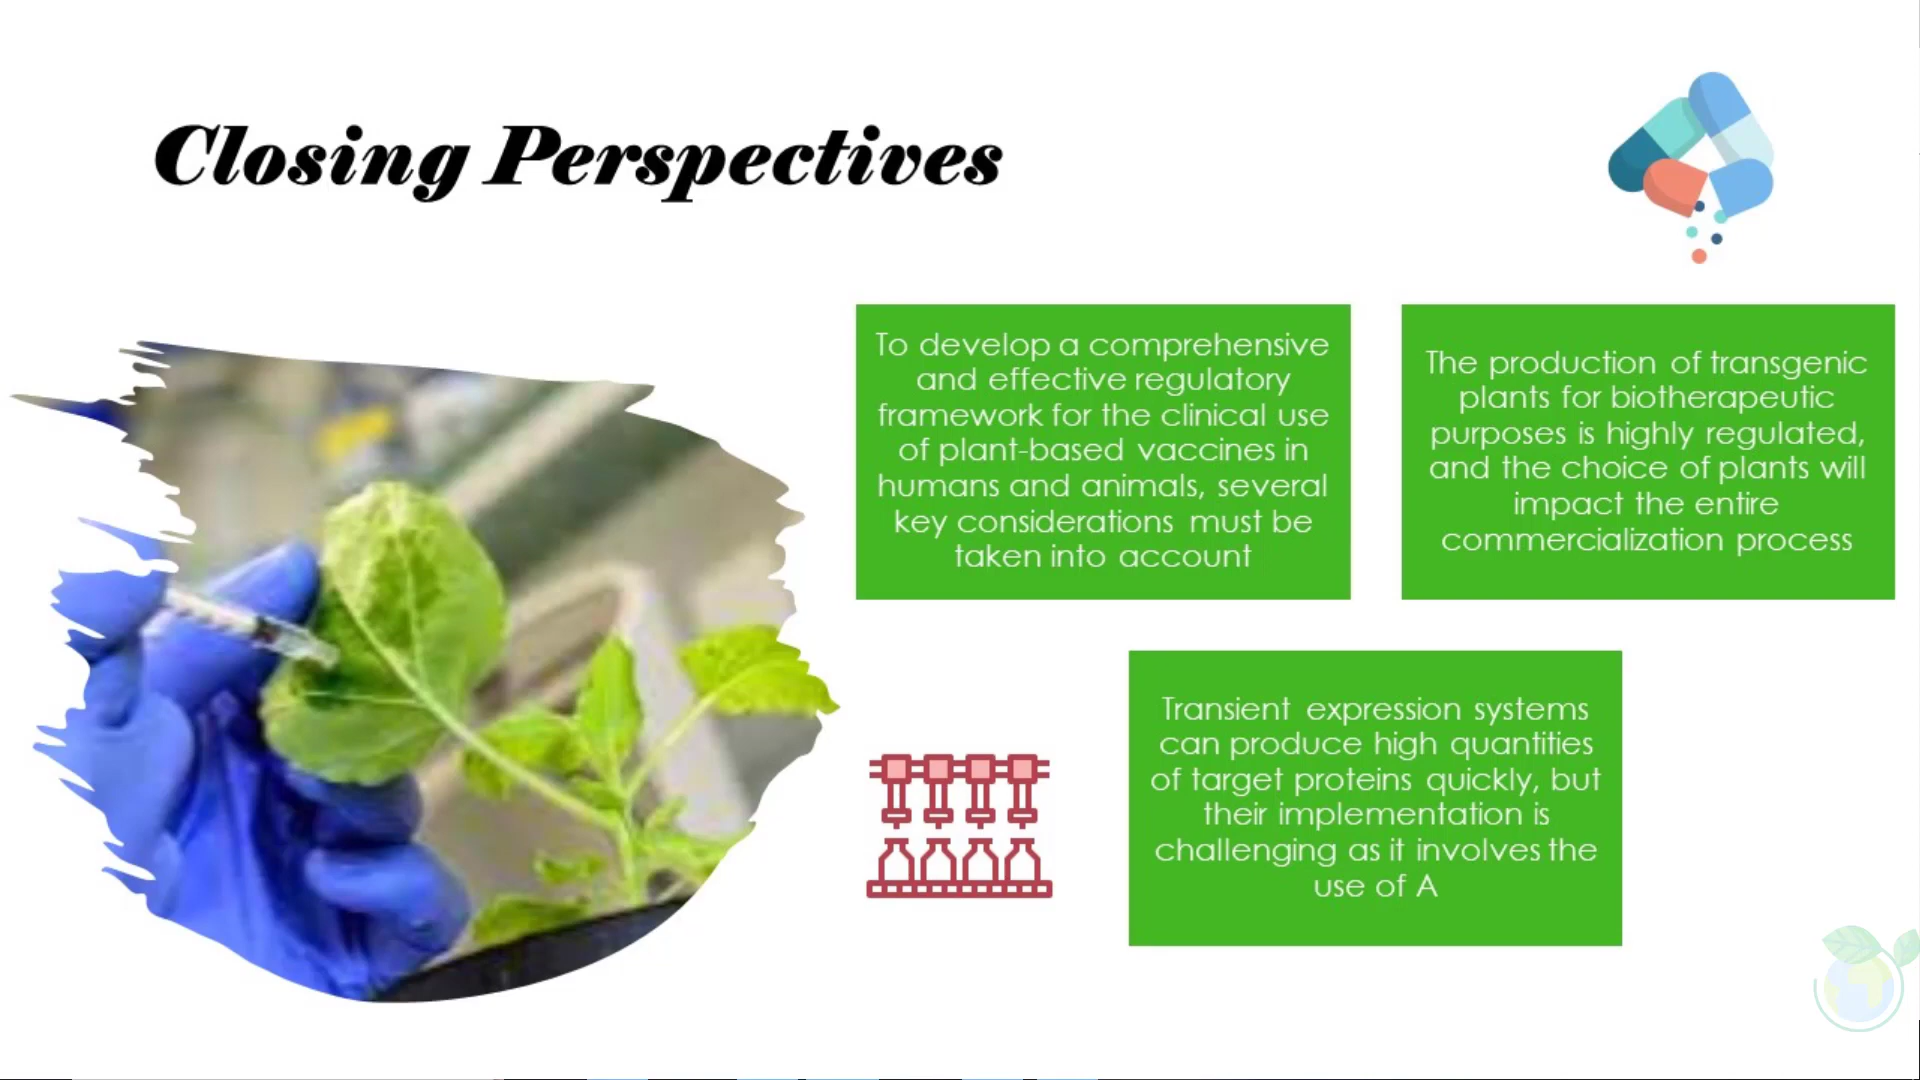 Closing Perspectives
To develop a comprehensive
and effective regulatory
framework for the clinical use
of plant-based vaccines in
humans and animals, several
key considerations must be
taken into account
The production of transgenic
plants for biotherapeutic
purposes is highly regulated,
and the choice of plants will
impact the entire
commercialization process
Transient expression systems
can produce high quantities
of target proteins quickly, but
their implementation is
challenging as it involves the
use of A